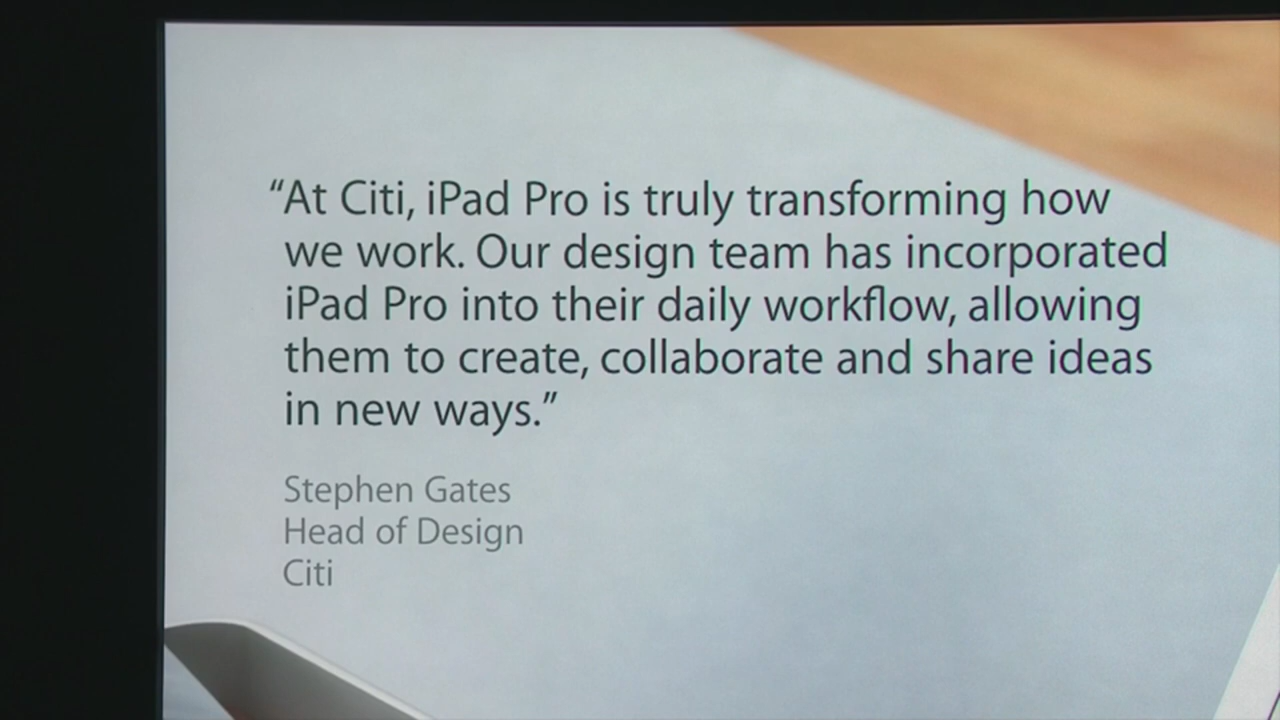 “At Citi, iPad Pro is truly transforming how
we work. Our design team has incorporated
iPad Pro into their daily workflow, allowing
them to create, collaborate and share ideas
in new ways.”
Stephen Gates
Head of Design
Citi